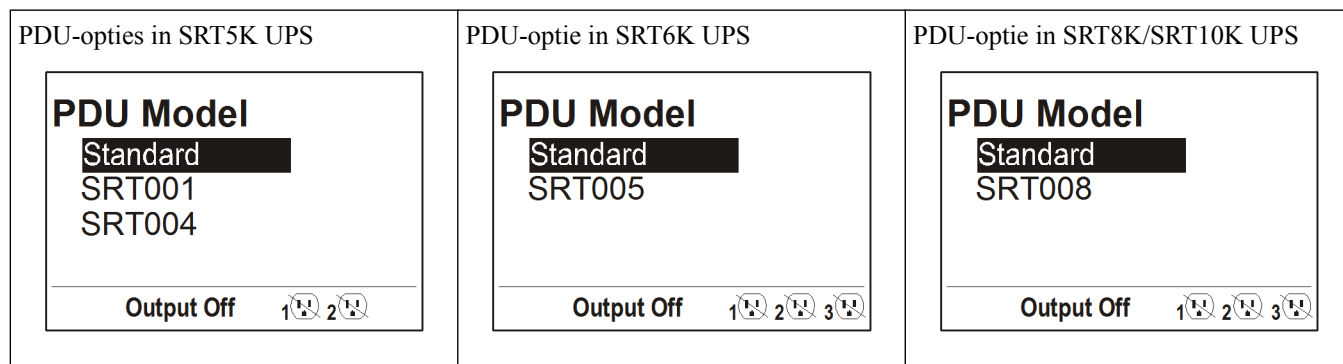 PDU-opties in SRT5K UPS
PDU Model
Standard
SRT001
SRT004
Output Off 1 2
PDU-optie in SRT6K UPS
PDU Model
Standard
SRT005
Output Off 1 2 3
PDU-optie in SRT8K/SRT10K UPS
PDU Model
Standard
SRT008
Output Off 1 2 3